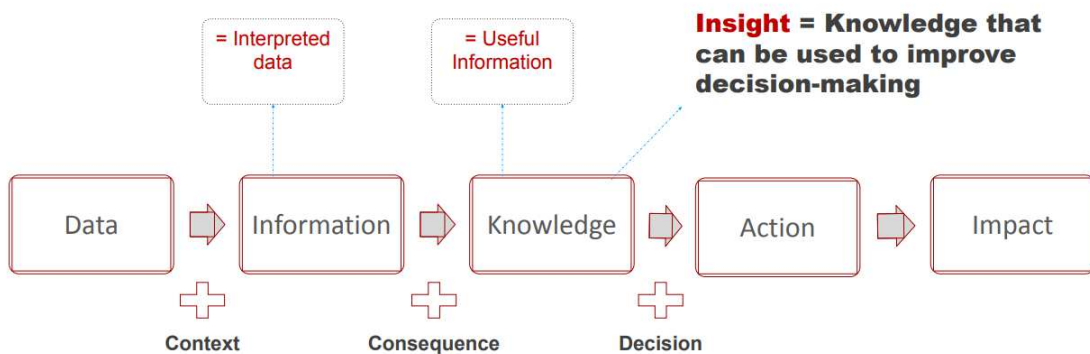 = Interpreted
data
= Useful
Information
Insight = Knowledge that
can be used to improve
decision-making
Data
Information
Knowledge
Action
Impact
Context
Consequence
Decision